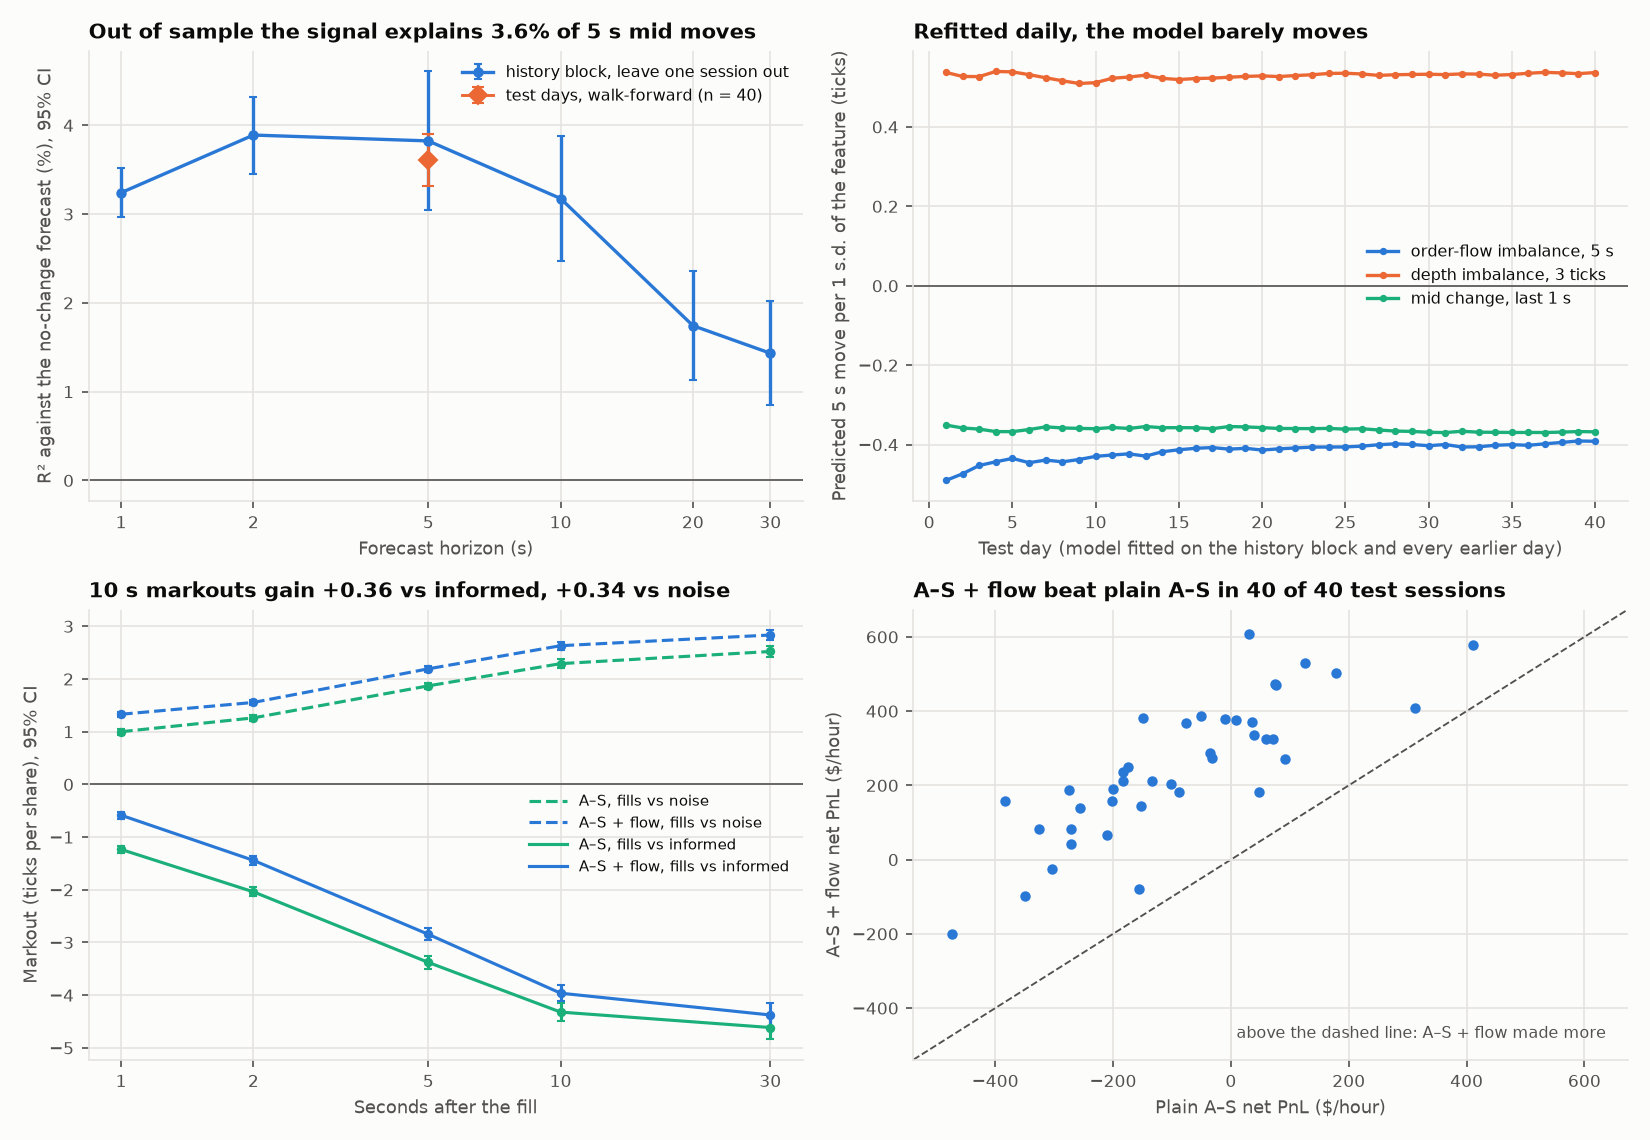 Out of sample the signal explains 3.6% of 5 s mid moves
R² against the no-change forecast (%), 95% CI
4
3
2
1
0
history block, leave one session out
test days, walk-forward (n = 40)
1
2
5
10
20
30
Forecast horizon (s)
Refitted daily, the model barely moves
Predicted 5 s move per 1 s.d. of the feature (ticks)
0.4
0.2
0.0
−0.2
−0.4
order-flow imbalance, 5 s
depth imbalance, 3 ticks
mid change, last 1 s
0
5
10
15
20
25
30
35
40
Test day (model fitted on the history block and every earlier day)
10 s markouts gain +0.36 vs informed, +0.34 vs noise
Markout (ticks per share), 95% CI
3
2
1
0
−1
−2
−3
−4
−5
A–S, fills vs noise
A–S + flow, fills vs noise
A–S, fills vs informed
A–S + flow, fills vs informed
1
2
5
10
30
Seconds after the fill
A–S + flow beat plain A–S in 40 of 40 test sessions
A–S + flow net PnL ($/hour)
600
400
200
0
−200
−400
above the dashed line: A–S + flow made more
−400
−200
0
200
400
600
Plain A–S net PnL ($/hour)